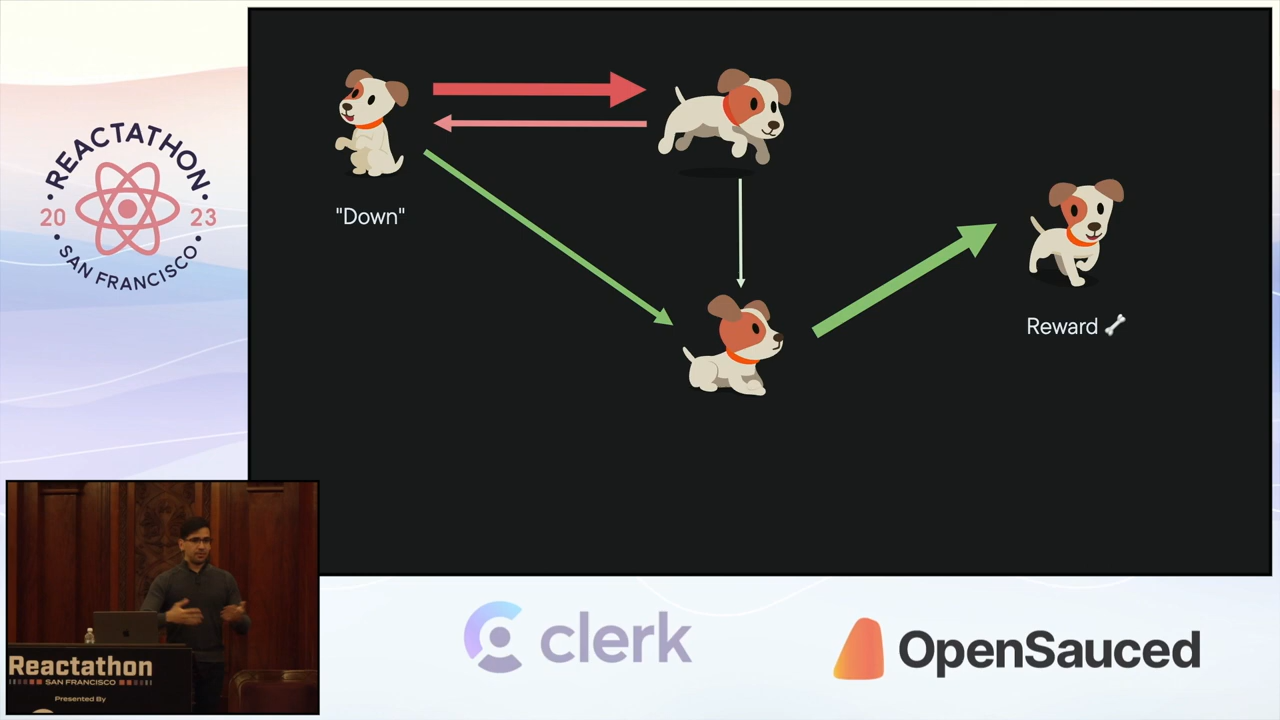 REACTATHON
20 23
SAN FRANCISCO
"Down"
Reward
Reactathon
SAN FRANCISCO
Presented By
clerk
OpenSauced